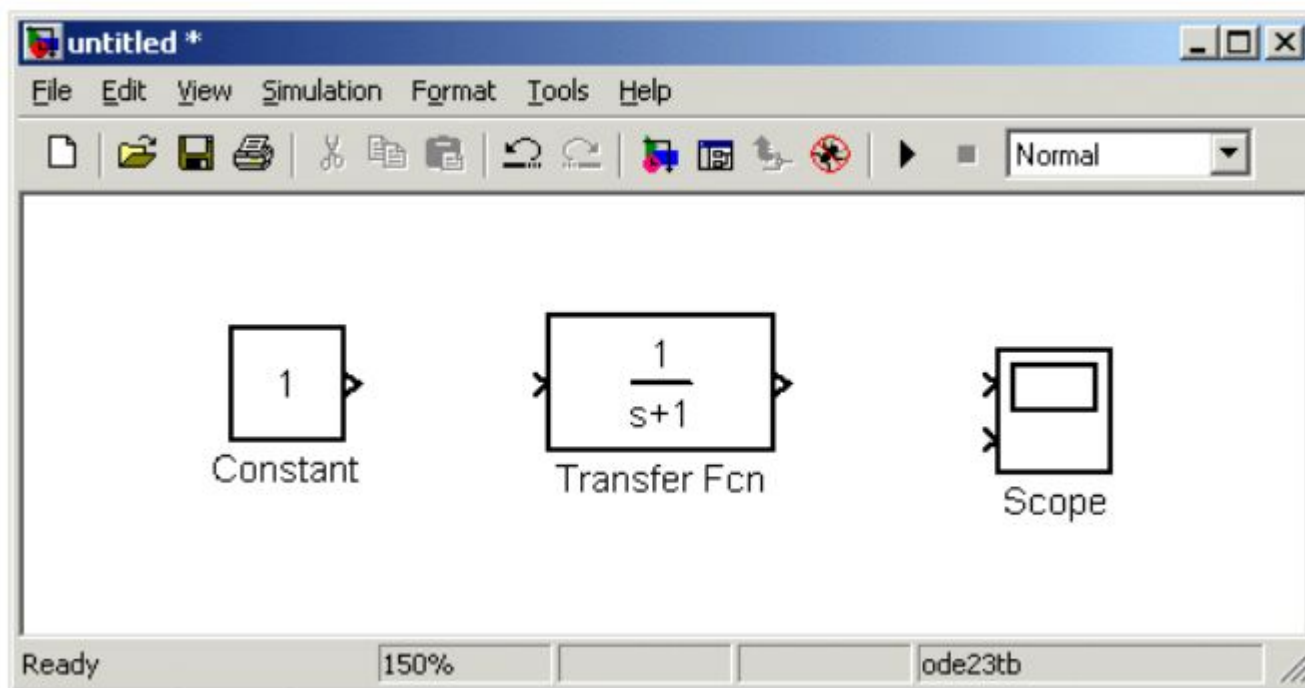 untitled *
File Edit View Simulation Format Tools Help
Normal
1
Constant
1
s+1
Transfer Fcn
Scope
Ready 150% ode23tb